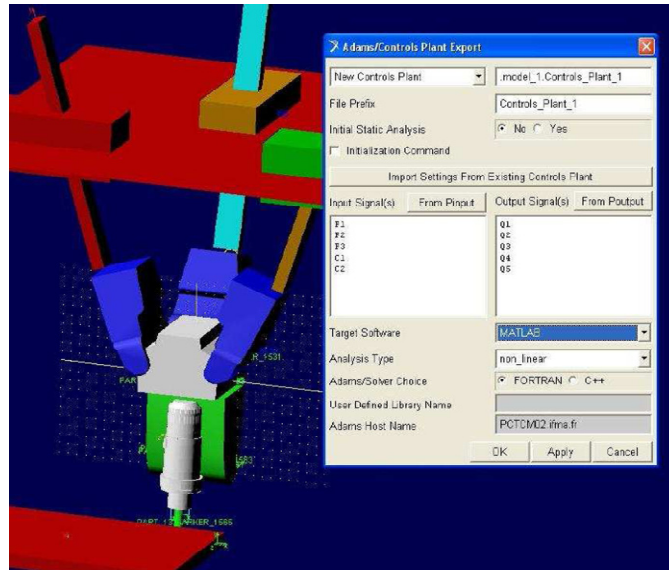 Adams/Controls Plant Export
New Controls Plant .model_1.Controls_Plant_1
File Prefix Controls_Plant_1
Initial Static Analysis No Yes
Initialization Command
Import Settings From Existing Controls Plant
Input Signal(s) From Pinput Output Signal(s) From Poutput
F1 Q1
F2 Q2
F3 Q3
C1 Q4
C2 Q5
Target Software MATLAB
Analysis Type non_linear
Adams/Solver Choice FORTRAN C++
User Defined Library Name
Adams Host Name PCTCM02.ifma.fr
OK Apply Cancel
R_1531
PAR